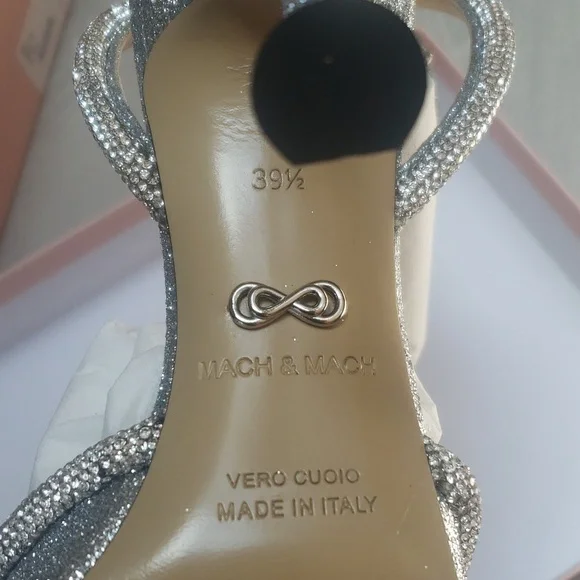 39½
MACH & MACH
VERO CUOIO
MADE IN ITALY